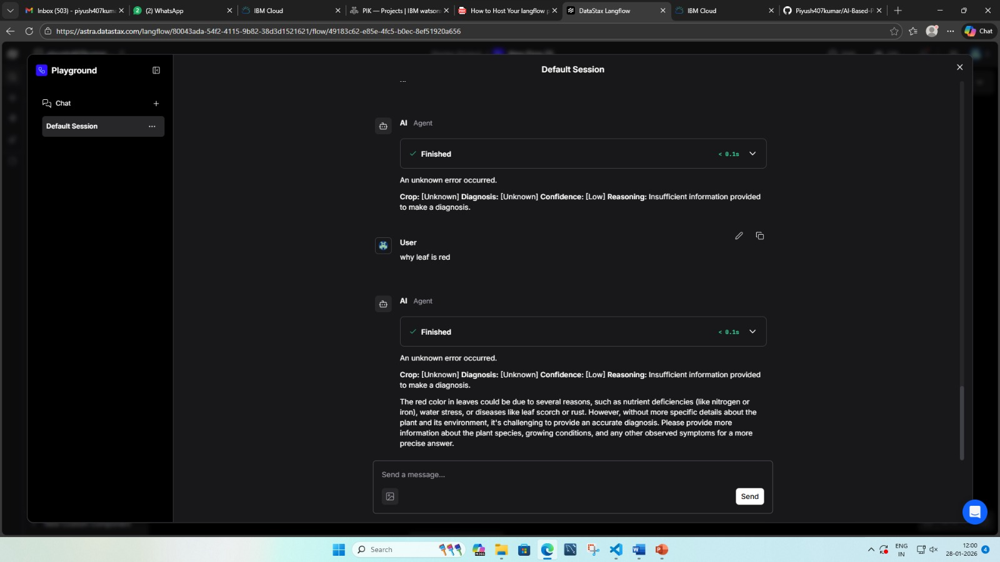 Inbox (503) - piyush407kuma
(2) WhatsApp
IBM Cloud
PIK — Projects | IBM watsonx
How to Host Your langflow p
DataStax Langflow
IBM Cloud
Piyush407kumar/AI-Based-P
https://astra.datastax.com/langflow/80043ada-54f2-4115-9b82-38d3d1521621/flow/49183c62-e85e-4fc5-b0ec-8ef51920a656
Chat
Playground
Default Session
Chat
Default Session
AI Agent
Finished
< 0.1s
An unknown error occurred.
Crop: [Unknown] Diagnosis: [Unknown] Confidence: [Low] Reasoning: Insufficient information provided
to make a diagnosis.
User
why leaf is red
AI Agent
Finished
< 0.1s
An unknown error occurred.
Crop: [Unknown] Diagnosis: [Unknown] Confidence: [Low] Reasoning: Insufficient information provided
to make a diagnosis.
The red color in leaves could be due to several reasons, such as nutrient deficiencies (like nitrogen or
iron), water stress, or diseases like leaf scorch or rust. However, without more specific details about the
plant and its environment, it's challenging to provide an accurate diagnosis. Please provide more
information about the plant species, growing conditions, and any other observed symptoms for a more
precise answer.
Send a message...
Send
Search
ENG
IN
12:00
28-01-2026
4